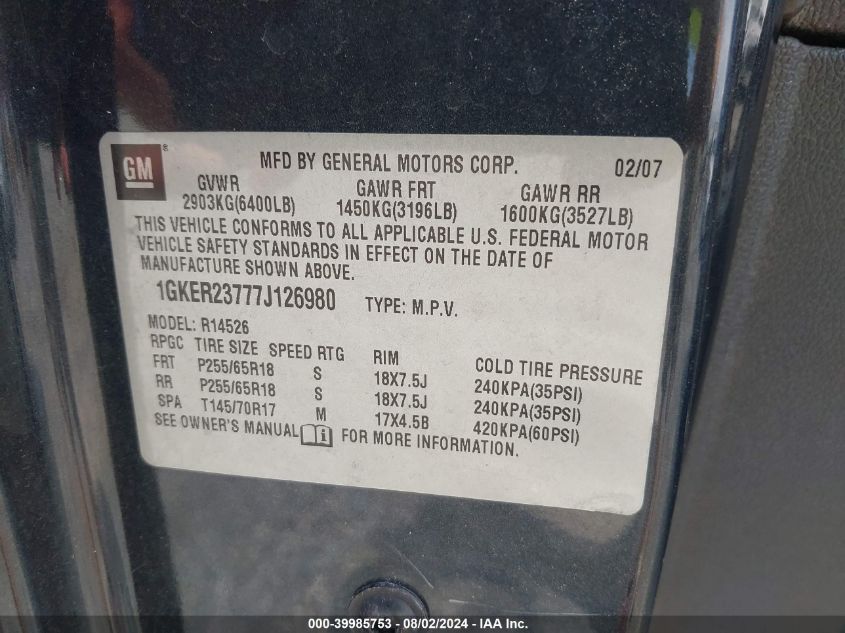 GM ® MFD BY GENERAL MOTORS CORP. 02/07
GVWR GAWR FRT GAWR RR
2903KG(6400LB) 1450KG(3196LB) 1600KG(3527LB)
THIS VEHICLE CONFORMS TO ALL APPLICABLE U.S. FEDERAL MOTOR
VEHICLE SAFETY STANDARDS IN EFFECT ON THE DATE OF
MANUFACTURE SHOWN ABOVE.
1GKER23777J126980 TYPE: M.P.V.
MODEL: R14526
RPGC TIRE SIZE SPEED RTG RIM COLD TIRE PRESSURE
FRT P255/65R18 S 18X7.5J 240KPA(35PSI)
RR P255/65R18 S 18X7.5J 240KPA(35PSI)
SPA T145/70R17 M 17X4.5B 420KPA(60PSI)
SEE OWNER'S MANUAL FOR MORE INFORMATION.
000-39985753 - 08/02/2024 - IAA Inc.